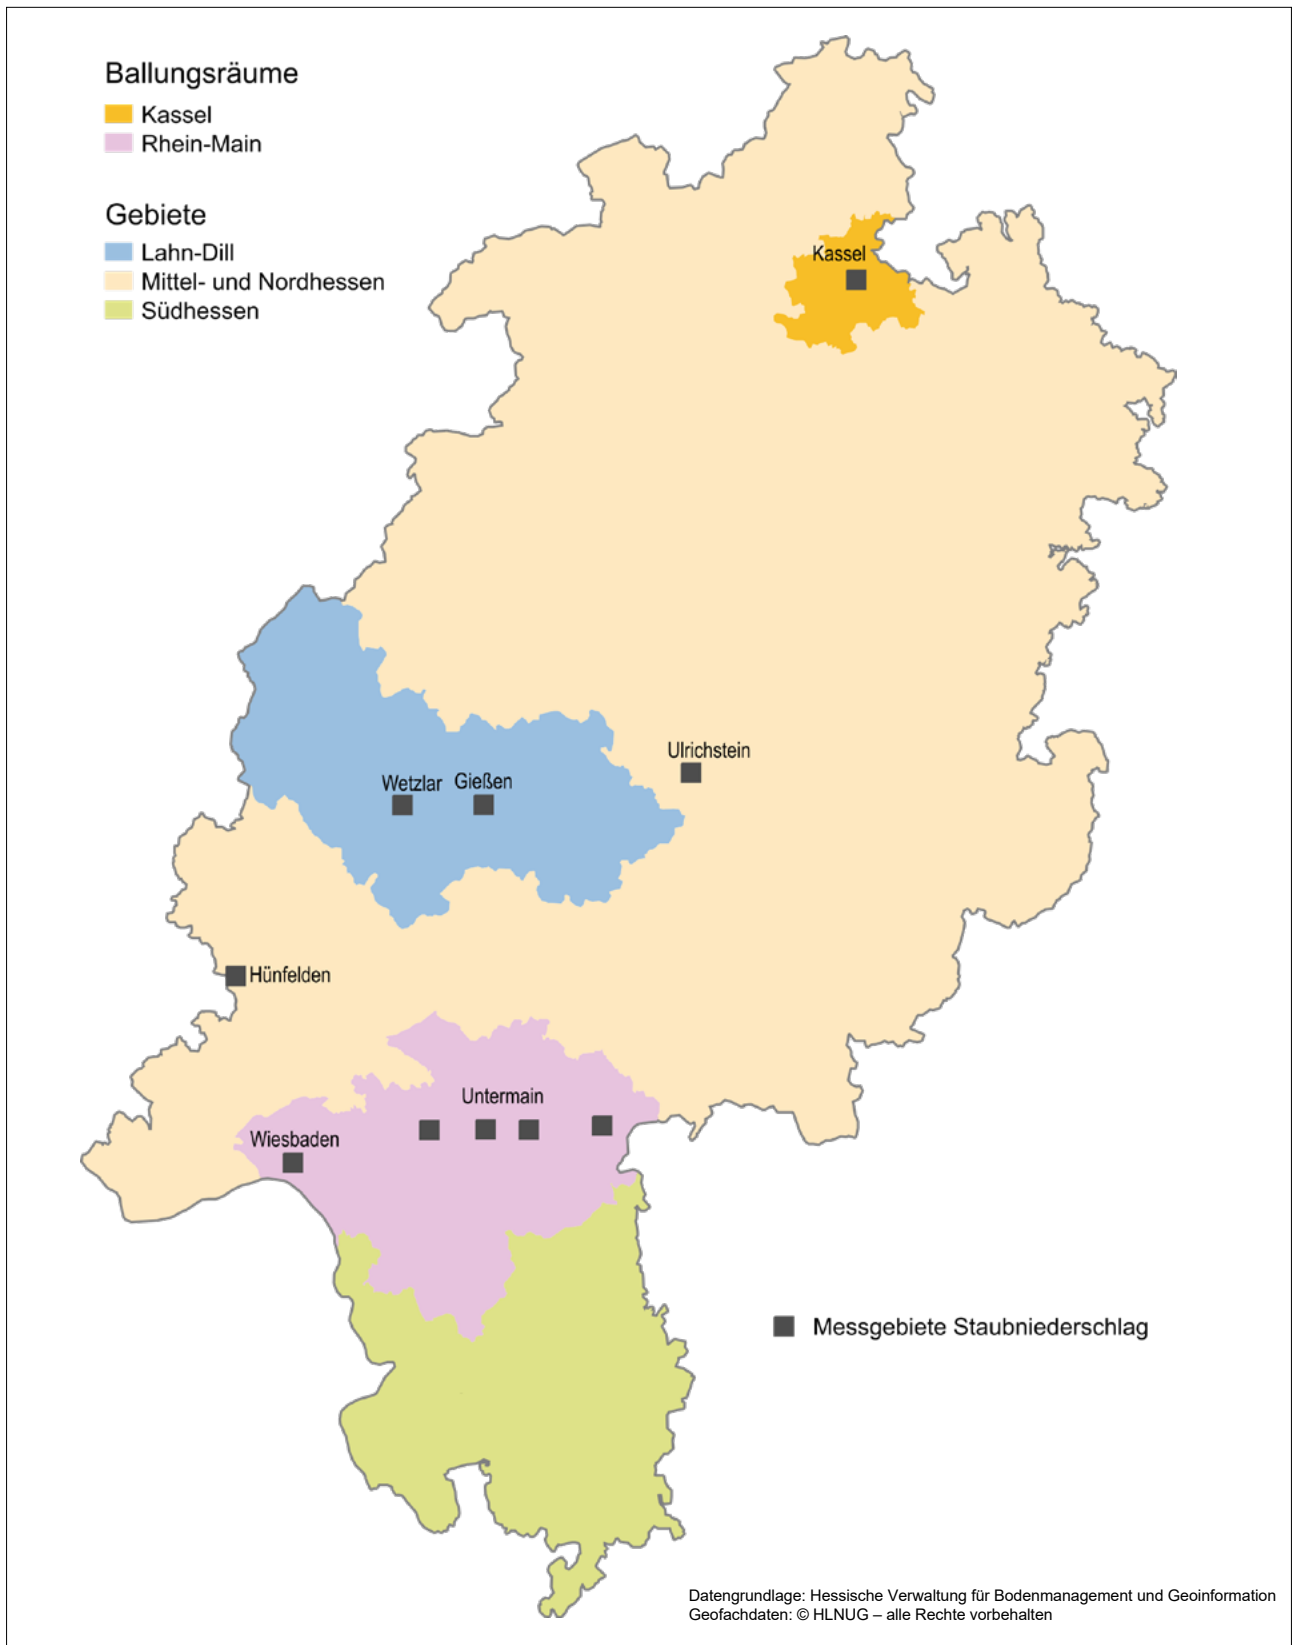 Ballungsräume
Kassel
Rhein-Main
Gebiete
Lahn-Dill
Mittel- und Nordhessen
Südhessen
Kassel
Ulrichstein
Wetzlar
Gießen
Hünfelden
Untermain
Wiesbaden
Messgebiete Staubniederschlag
Datengrundlage: Hessische Verwaltung für Bodenmanagement und Geoinformation
Geofachdaten: © HLNUG – alle Rechte vorbehalten